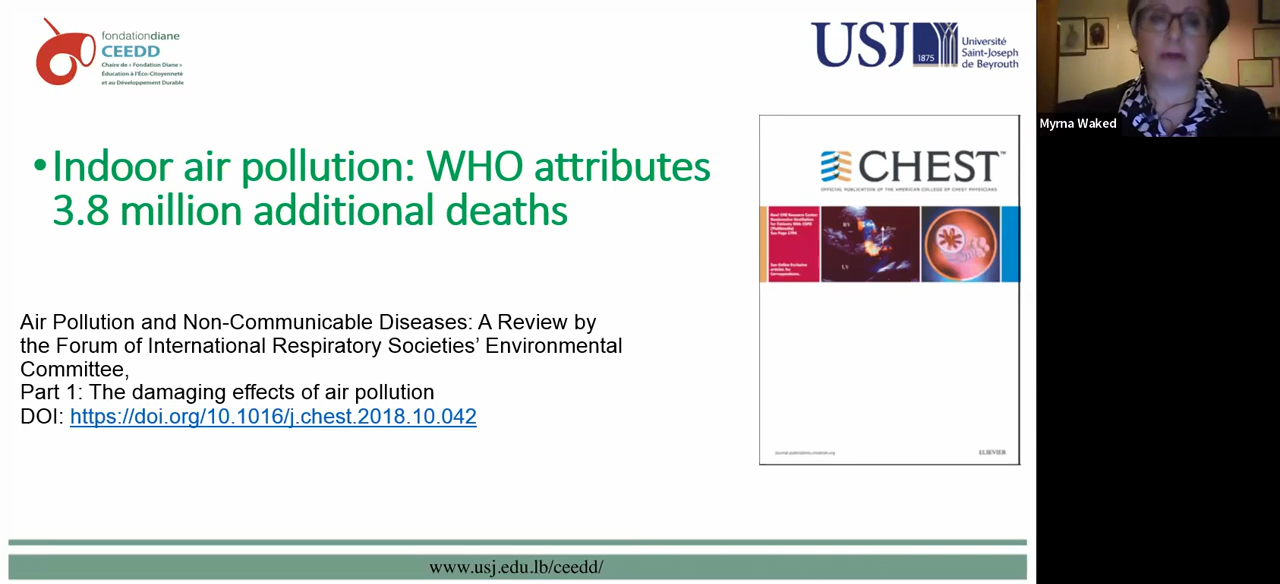 fondationdiane
CEEDD
Chaire de « Fondation Diane »
Éducation à l'Éco-Citoyenneté
et au Développement Durable
USJ
1875
Université
Saint-Joseph
de Beyrouth
Myrna Waked
•Indoor air pollution: WHO attributes
3.8 million additional deaths
CHEST™
OFFICIAL PUBLICATION OF THE AMERICAN COLLEGE OF CHEST PHYSICIANS
RV
LV
ELSEVIER
Air Pollution and Non-Communicable Diseases: A Review by
the Forum of International Respiratory Societies’ Environmental
Committee,
Part 1: The damaging effects of air pollution
DOI: https://doi.org/10.1016/j.chest.2018.10.042
www.usj.edu.lb/ceedd/